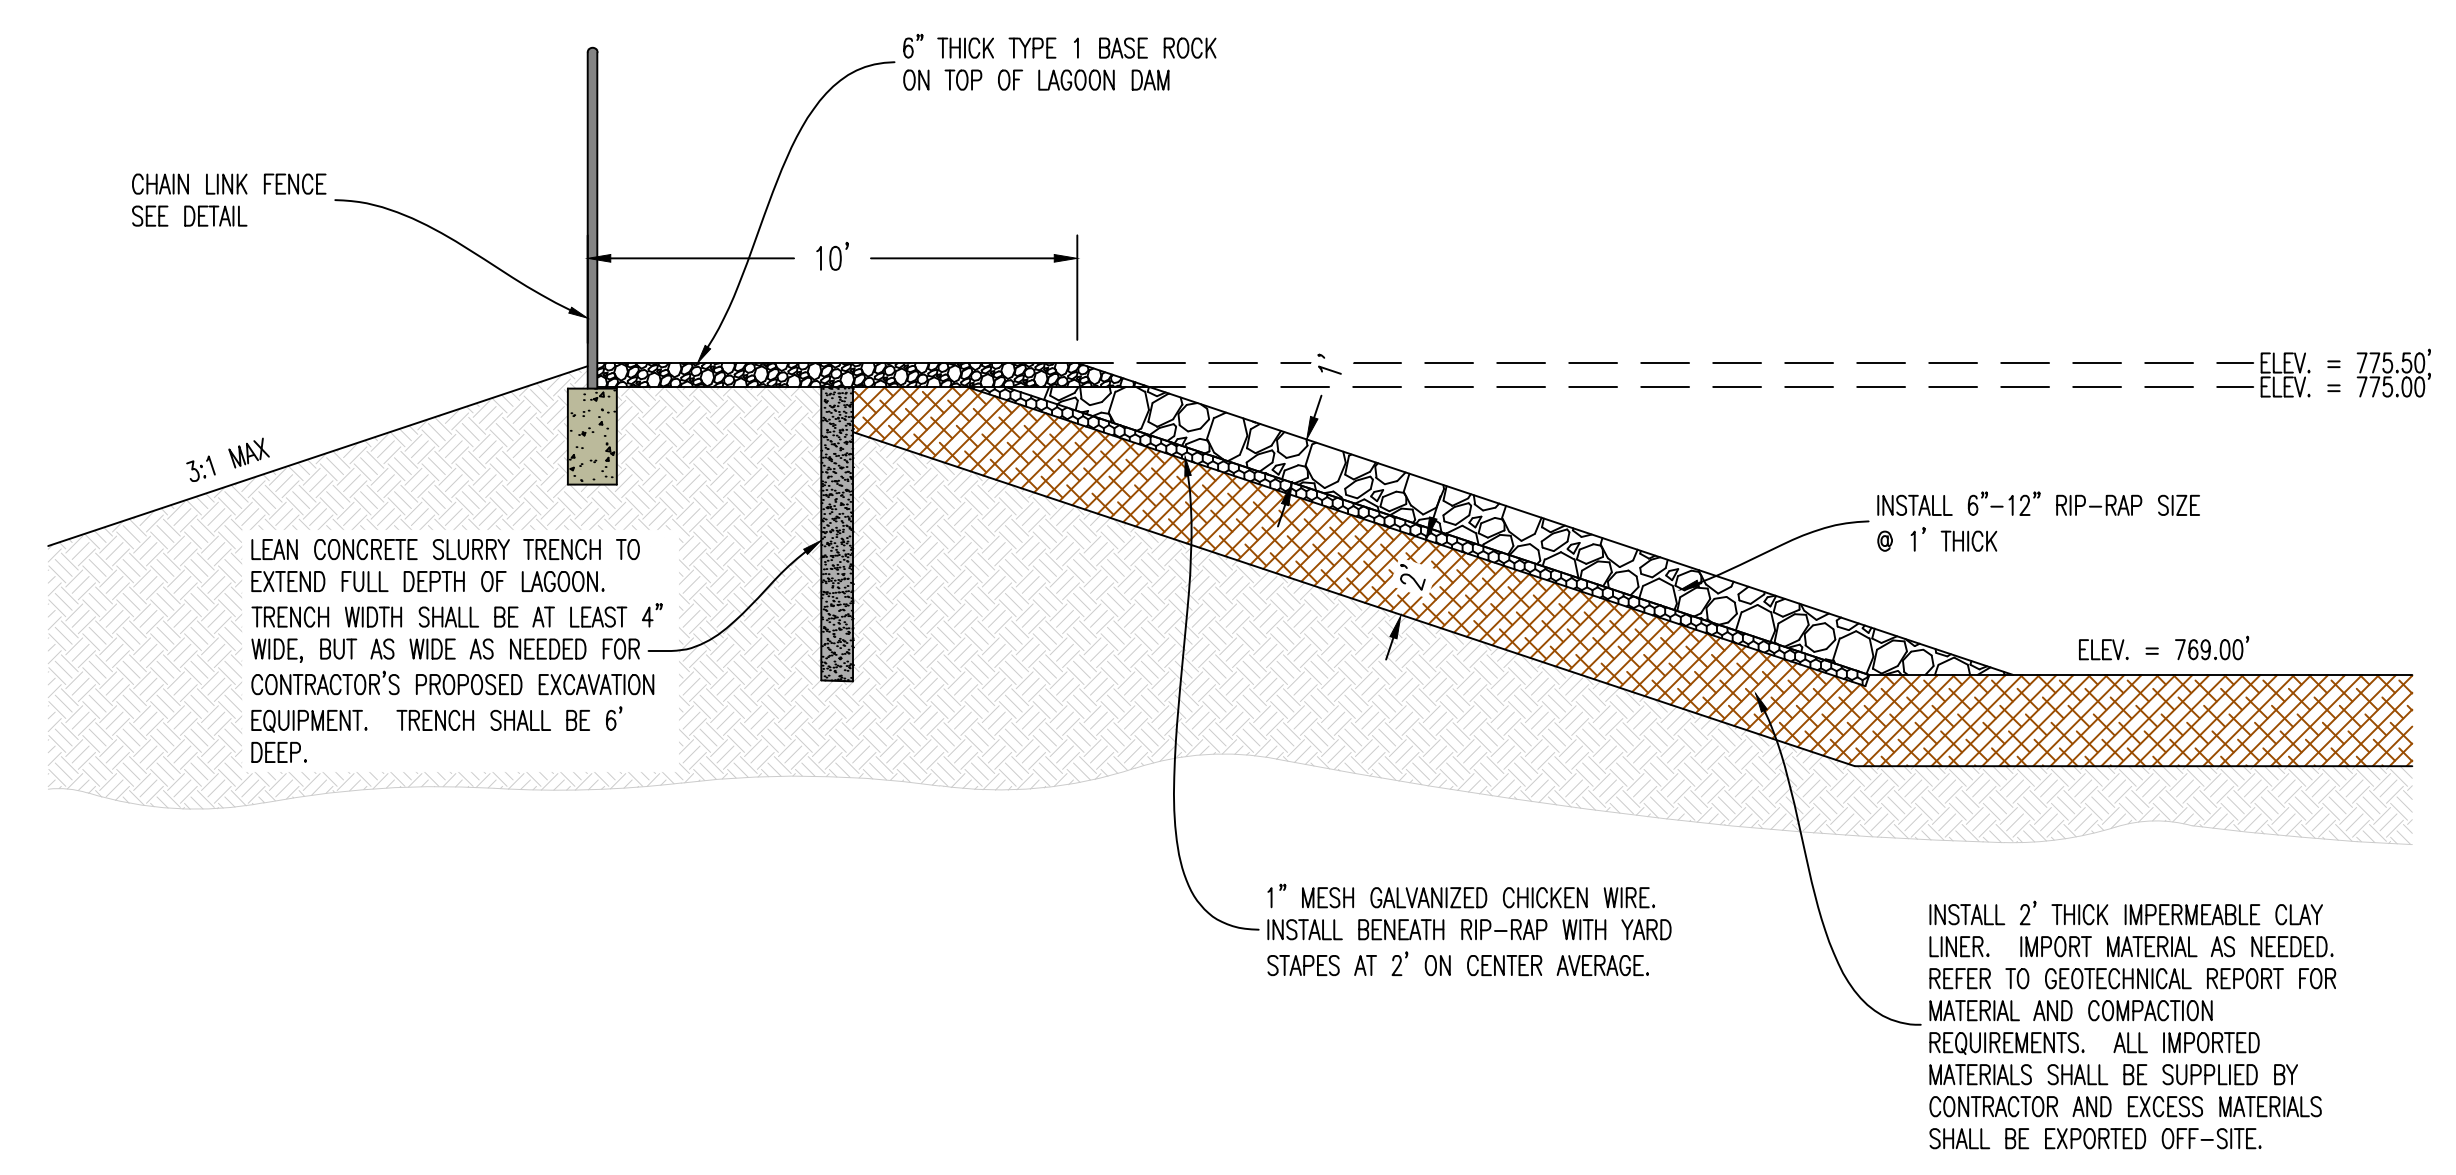 6” THICK TYPE 1 BASE ROCK
ON TOP OF LAGOON DAM
CHAIN LINK FENCE
SEE DETAIL
10’
1’
ELEV. = 775.50’
ELEV. = 775.00’
3:1 MAX
INSTALL 6”–12” RIP–RAP SIZE
@ 1’ THICK
2’
LEAN CONCRETE SLURRY TRENCH TO
EXTEND FULL DEPTH OF LAGOON.
TRENCH WIDTH SHALL BE AT LEAST 4”
WIDE, BUT AS WIDE AS NEEDED FOR
CONTRACTOR’S PROPOSED EXCAVATION
EQUIPMENT. TRENCH SHALL BE 6’
DEEP.
ELEV. = 769.00’
1” MESH GALVANIZED CHICKEN WIRE.
INSTALL BENEATH RIP–RAP WITH YARD
STAPES AT 2’ ON CENTER AVERAGE.
INSTALL 2’ THICK IMPERMEABLE CLAY
LINER. IMPORT MATERIAL AS NEEDED.
REFER TO GEOTECHNICAL REPORT FOR
MATERIAL AND COMPACTION
REQUIREMENTS. ALL IMPORTED
MATERIALS SHALL BE SUPPLIED BY
CONTRACTOR AND EXCESS MATERIALS
SHALL BE EXPORTED OFF–SITE.